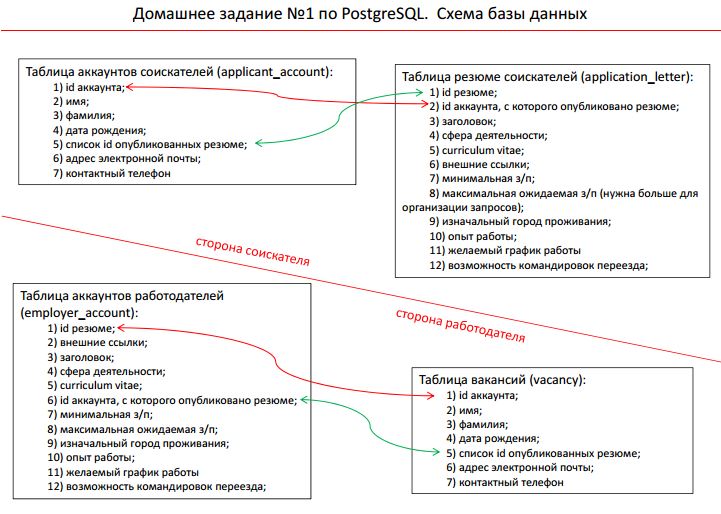 Домашнее задание №1 по PostgreSQL. Схема базы данных
Таблица аккаунтов соискателей (applicant_account):
1) id аккаунта;
2) имя;
3) фамилия;
4) дата рождения;
5) список id опубликованных резюме;
6) адрес электронной почты;
7) контактный телефон
Таблица резюме соискателей (application_letter):
1) id резюме;
2) id аккаунта, с которого опубликовано резюме;
3) заголовок;
4) сфера деятельности;
5) curriculum vitae;
6) внешние ссылки;
7) минимальная з/п;
8) максимальная ожидаемая з/п (нужна больше для
организации запросов);
9) изначальный город проживания;
10) опыт работы;
11) желаемый график работы
12) возможность командировок переезда;
сторона соискателя
сторона работодателя
Таблица аккаунтов работодателей
(employer_account):
1) id резюме;
2) внешние ссылки;
3) заголовок;
4) сфера деятельности;
5) curriculum vitae;
6) id аккаунта, с которого опубликовано резюме;
7) минимальная з/п;
8) максимальная ожидаемая з/п;
9) изначальный город проживания;
10) опыт работы;
11) желаемый график работы
12) возможность командировок переезда;
Таблица вакансий (vacancy):
1) id аккаунта;
2) имя;
3) фамилия;
4) дата рождения;
5) список id опубликованных резюме;
6) адрес электронной почты;
7) контактный телефон